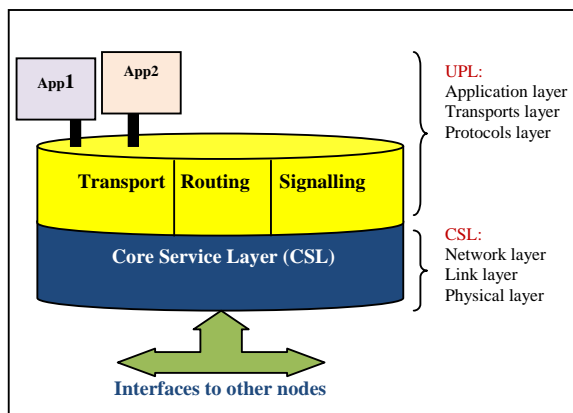 App1
App2
Transport
Routing
Signalling
Core Service Layer (CSL)
Interfaces to other nodes
UPL:
Application layer
Transports layer
Protocols layer
CSL:
Network layer
Link layer
Physical layer